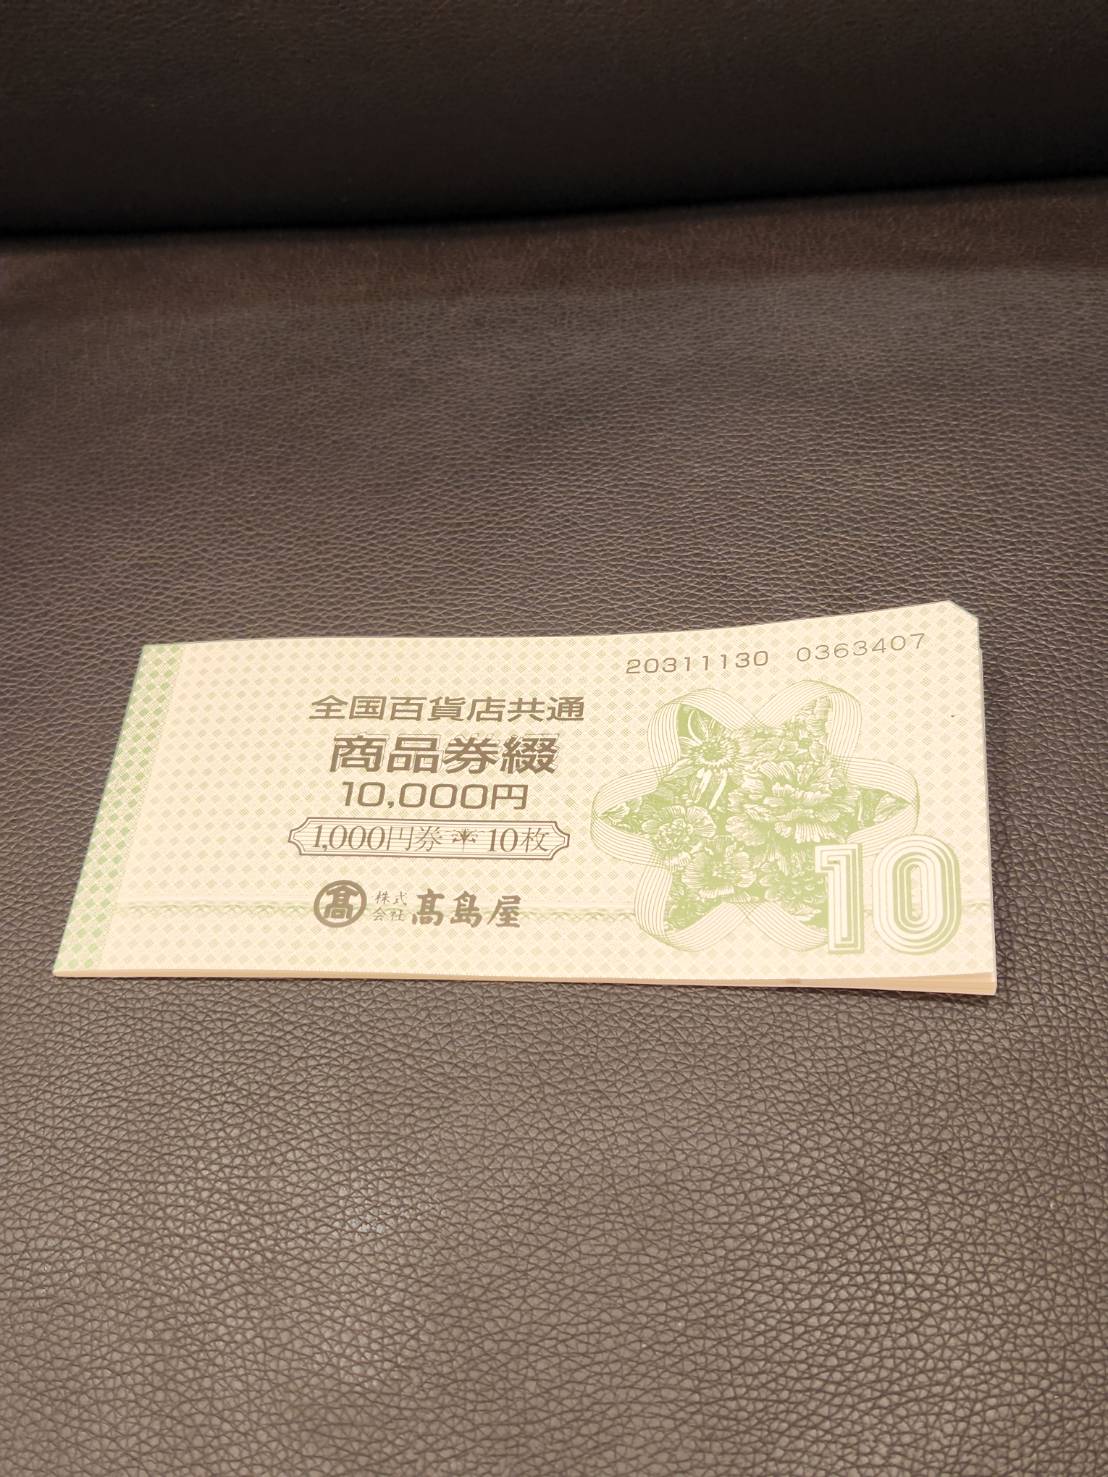 20311130 0363407
全国百貨店共通
商品券綴
10,000円
1,000円券 10枚
髙 株式会社 髙島屋
10